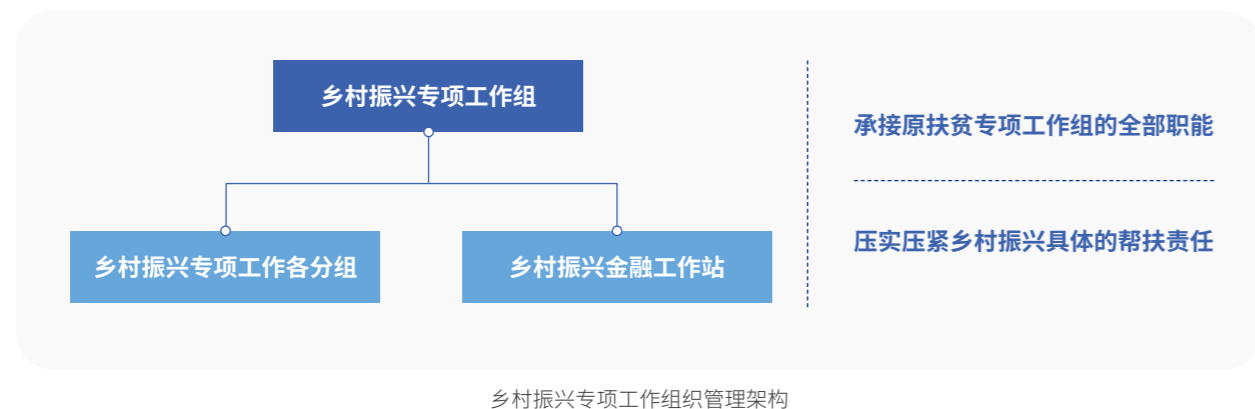 乡村振兴专项工作组
乡村振兴专项工作各分组
乡村振兴金融工作站
承接原扶贫专项工作组的全部职能
压实压紧乡村振兴具体的帮扶责任
乡村振兴专项工作组织管理架构